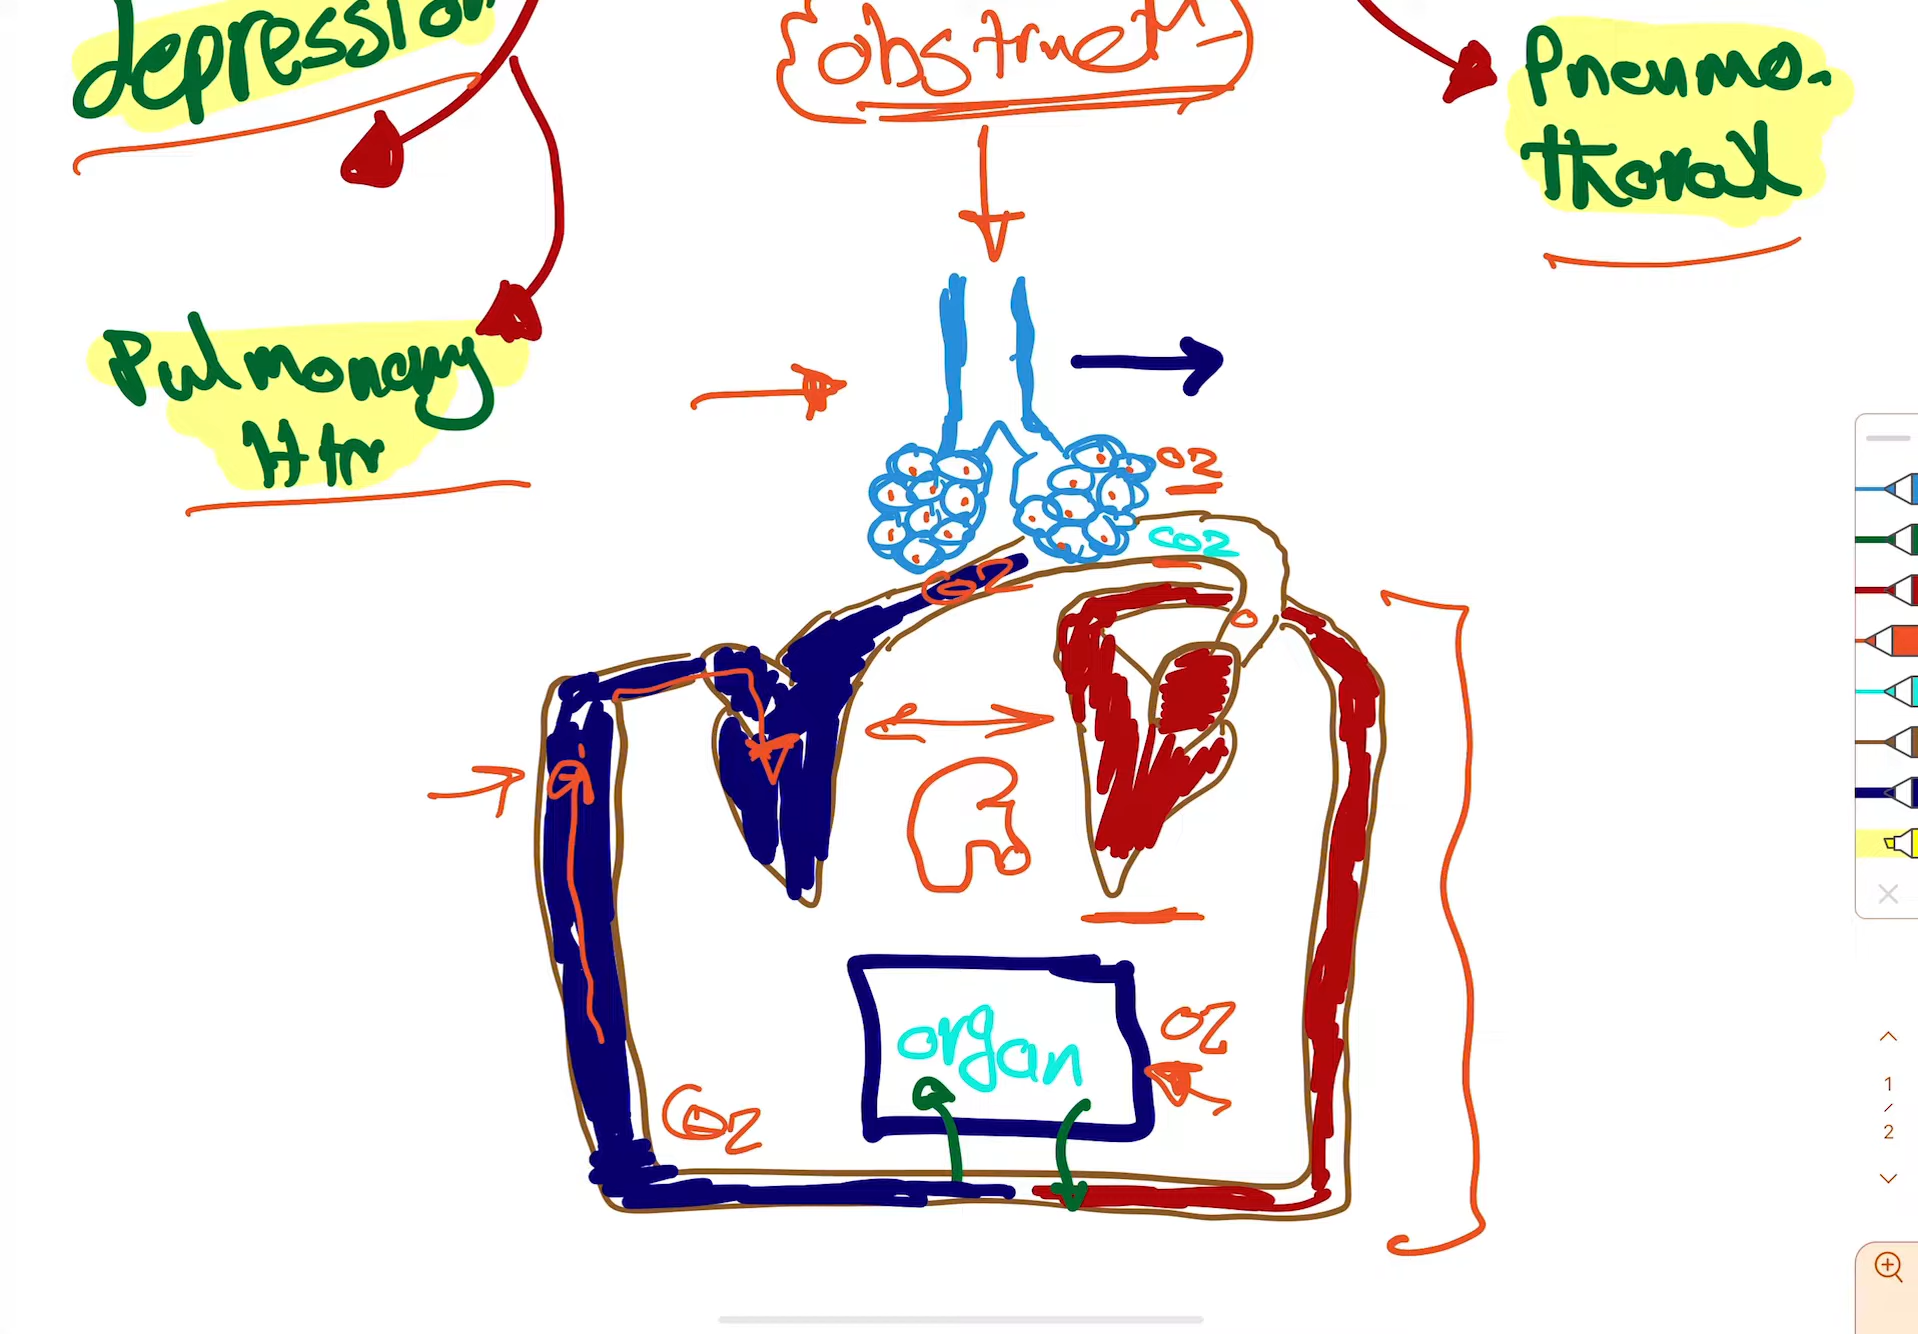 depression
obstruct
Pneumo-
thorax
Pulmonary
Htn
O2
CO2
CO2
organ
O2
CO2
1
/
2